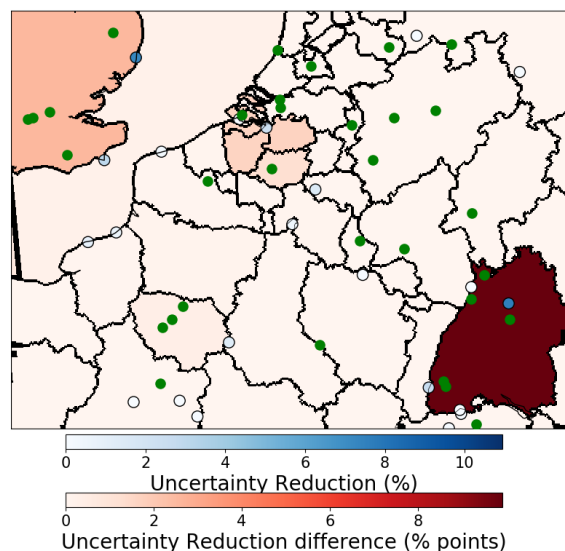 0 2 4 6 8 10
Uncertainty Reduction (%)
0 2 4 6 8
Uncertainty Reduction difference (% points)